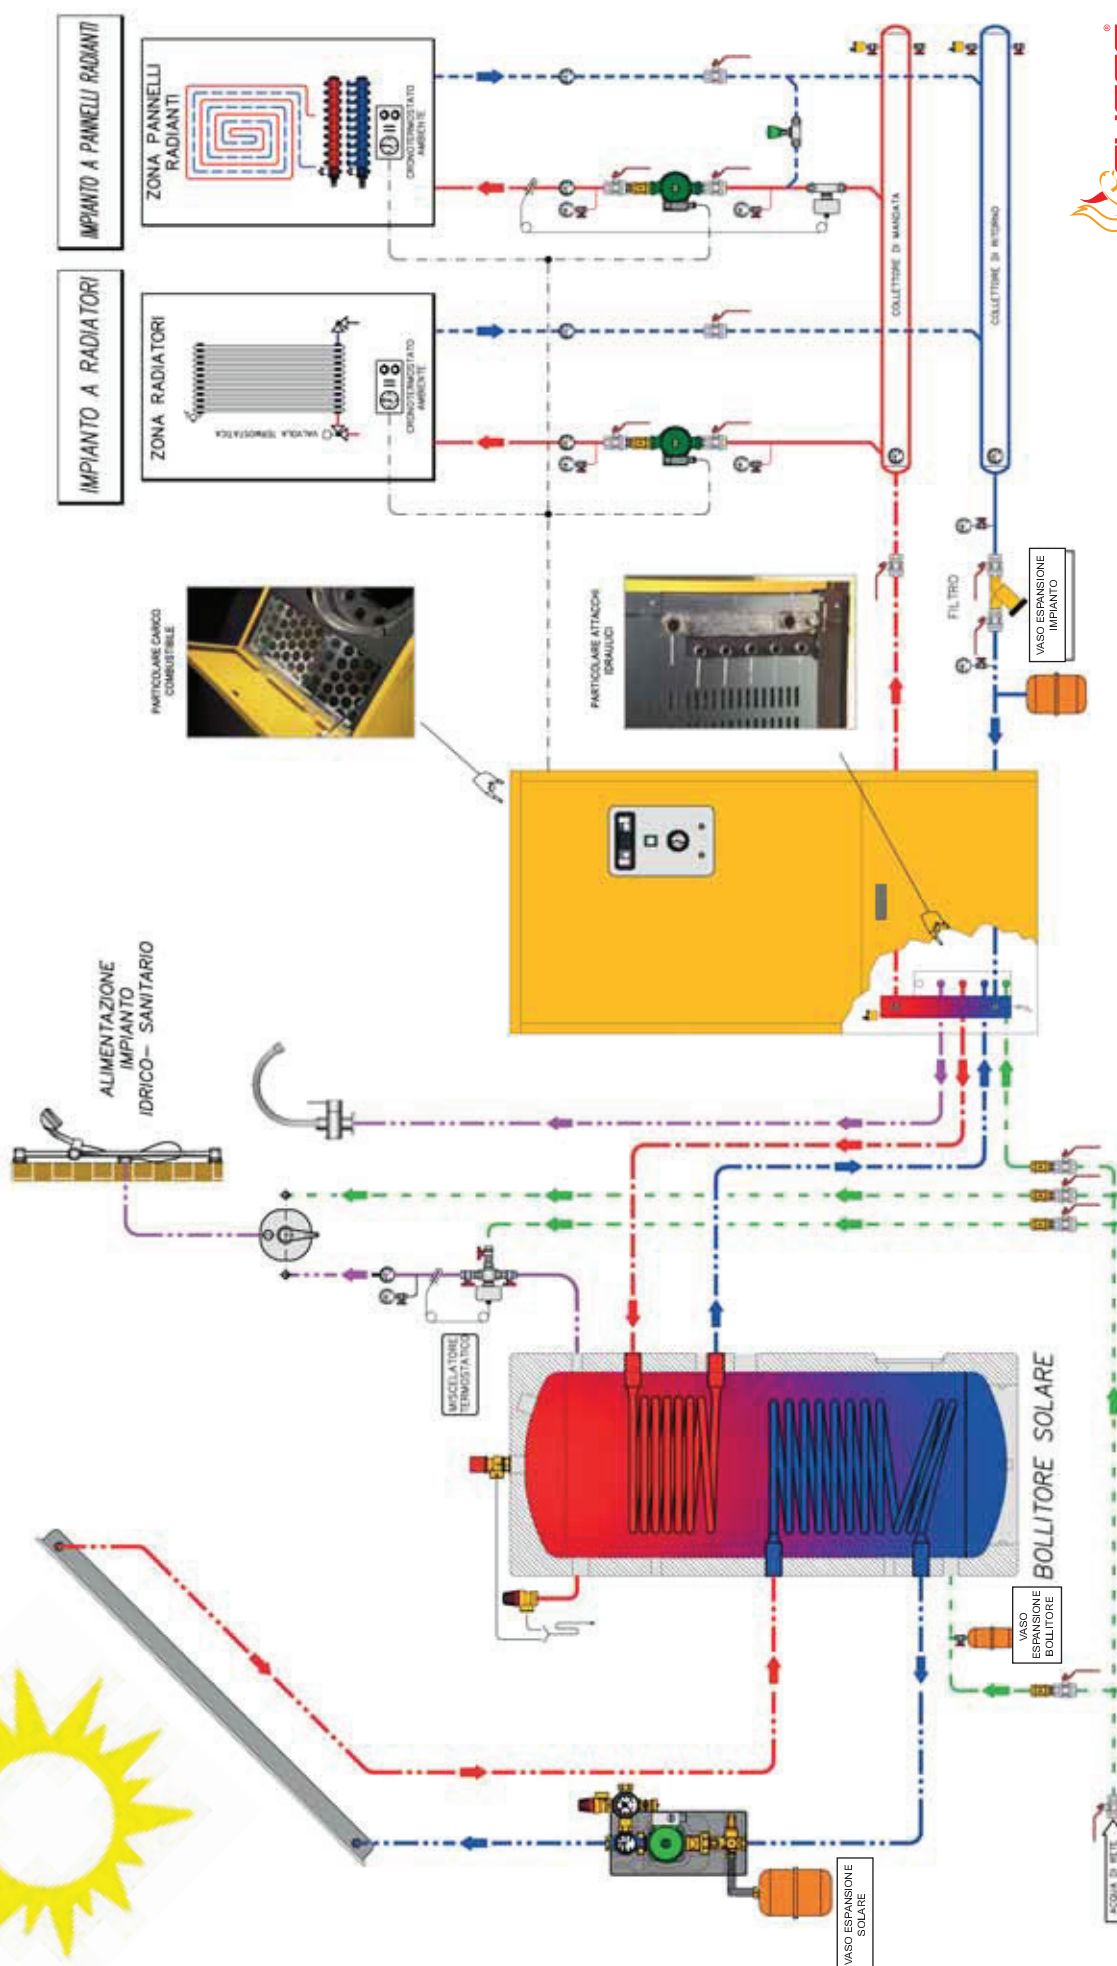 IMPIANTO A PANNELLI RADIANTI
ZONA PANNELLI
RADIANTI
CRONOTERMOSTATO
AMBIENTE
IMPIANTO A RADIATORI
ZONA RADIATORI
VALVOLA TERMOSTATICA
CRONOTERMOSTATO
AMBIENTE
COLLETTORE DI MANDATA
COLLETTORE DI RITORNO
PARTICOLARE CARICO
COMBUSTIBILE
PARTICOLARE ATTACCHI
IDRAULICI
FILTRO
VASO ESPANSIONE
IMPIANTO
ALIMENTAZIONE
IMPIANTO
IDRICO- SANITARIO
MISCELATORE
TERMOSTATICO
BOLLITORE SOLARE
VASO
ESPANSIONE
BOLLITORE
VASO ESPANSIONE
SOLARE
ACQUA DI RETE